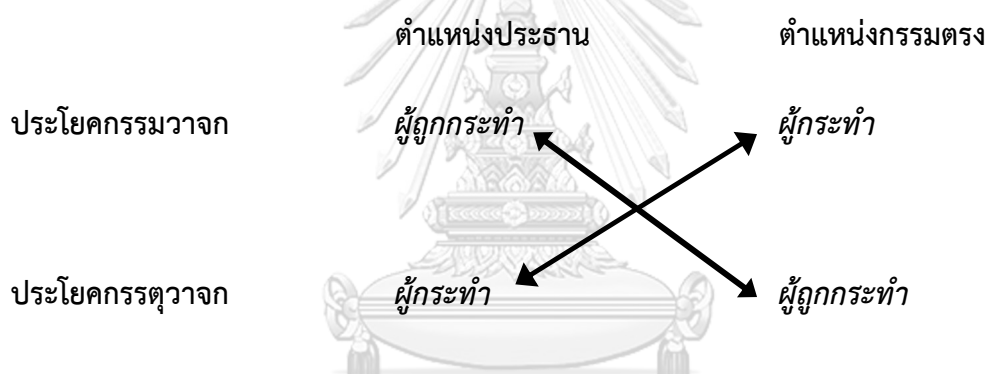 ตำแหน่งประธาน ตำแหน่งกรรมตรง
ประโยคกรรมวาจก ผู้ถูกกระทำ ผู้กระทำ
ประโยคกรรตุวาจก ผู้กระทำ ผู้ถูกกระทำ